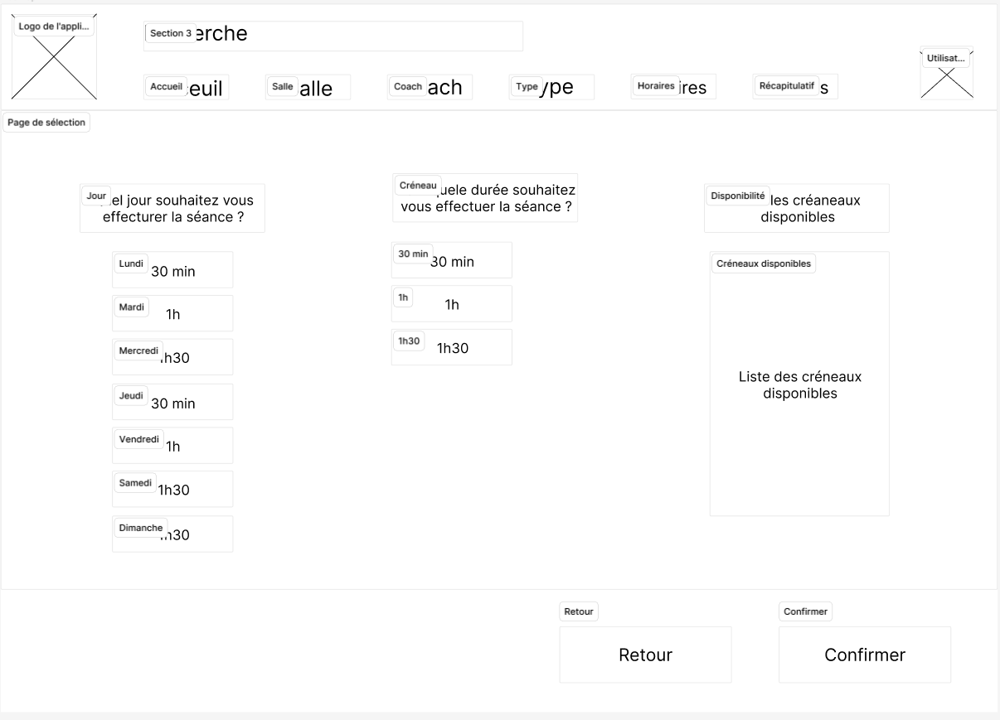 Logo de l'appli...
Section 3
erche
Utilisat...
Accueil
euil
Salle
alle
Coach
ach
Type
ype
Horaires
ires
Récapitulatif
s
Page de sélection
Jour
el jour souhaitez vous
effecturer la séance ?
Créneau
uele durée souhaitez
vous effectuer la séance ?
Disponibilité
les créaneaux
disponibles
Lundi
30 min
Mardi
1h
Mercredi
1h30
Jeudi
30 min
Vendredi
1h
Samedi
1h30
Dimanche
1h30
30 min
30 min
1h
1h
1h30
1h30
Créneaux disponibles
Liste des créneaux
disponibles
Retour
Retour
Confirmer
Confirmer